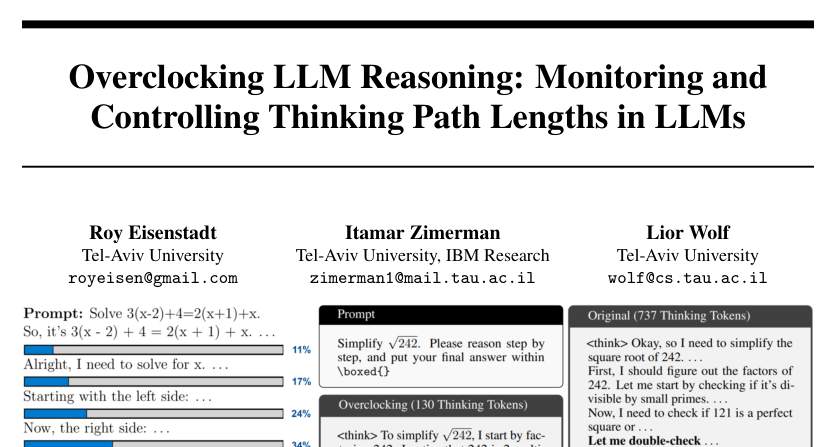 Overclocking LLM Reasoning: Monitoring and
Controlling Thinking Path Lengths in LLMs
Roy Eisenstadt
Tel-Aviv University
royeisen@gmail.com
Itamar Zimerman
Tel-Aviv University, IBM Research
zimerman1@mail.tau.ac.il
Lior Wolf
Tel-Aviv University
wolf@cs.tau.ac.il
Prompt: Solve 3(x-2)+4=2(x+1)+x.
So, it's 3(x - 2) + 4 = 2(x + 1) + x. ...
11%
Alright, I need to solve for x. ...
17%
Starting with the left side: ...
24%
Now, the right side: ...
34%
Prompt
Simplify √242. Please reason step by
step, and put your final answer within
\boxed{}
Overclocking (130 Thinking Tokens)
<think> To simplify √242, I start by fac-
Original (737 Thinking Tokens)
<think> Okay, so I need to simplify the
square root of 242. ...
First, I should figure out the factors of
242. Let me start by checking if it's di-
visible by small primes. ...
Now, I need to check if 121 is a perfect
square or ...
Let me double-check ...